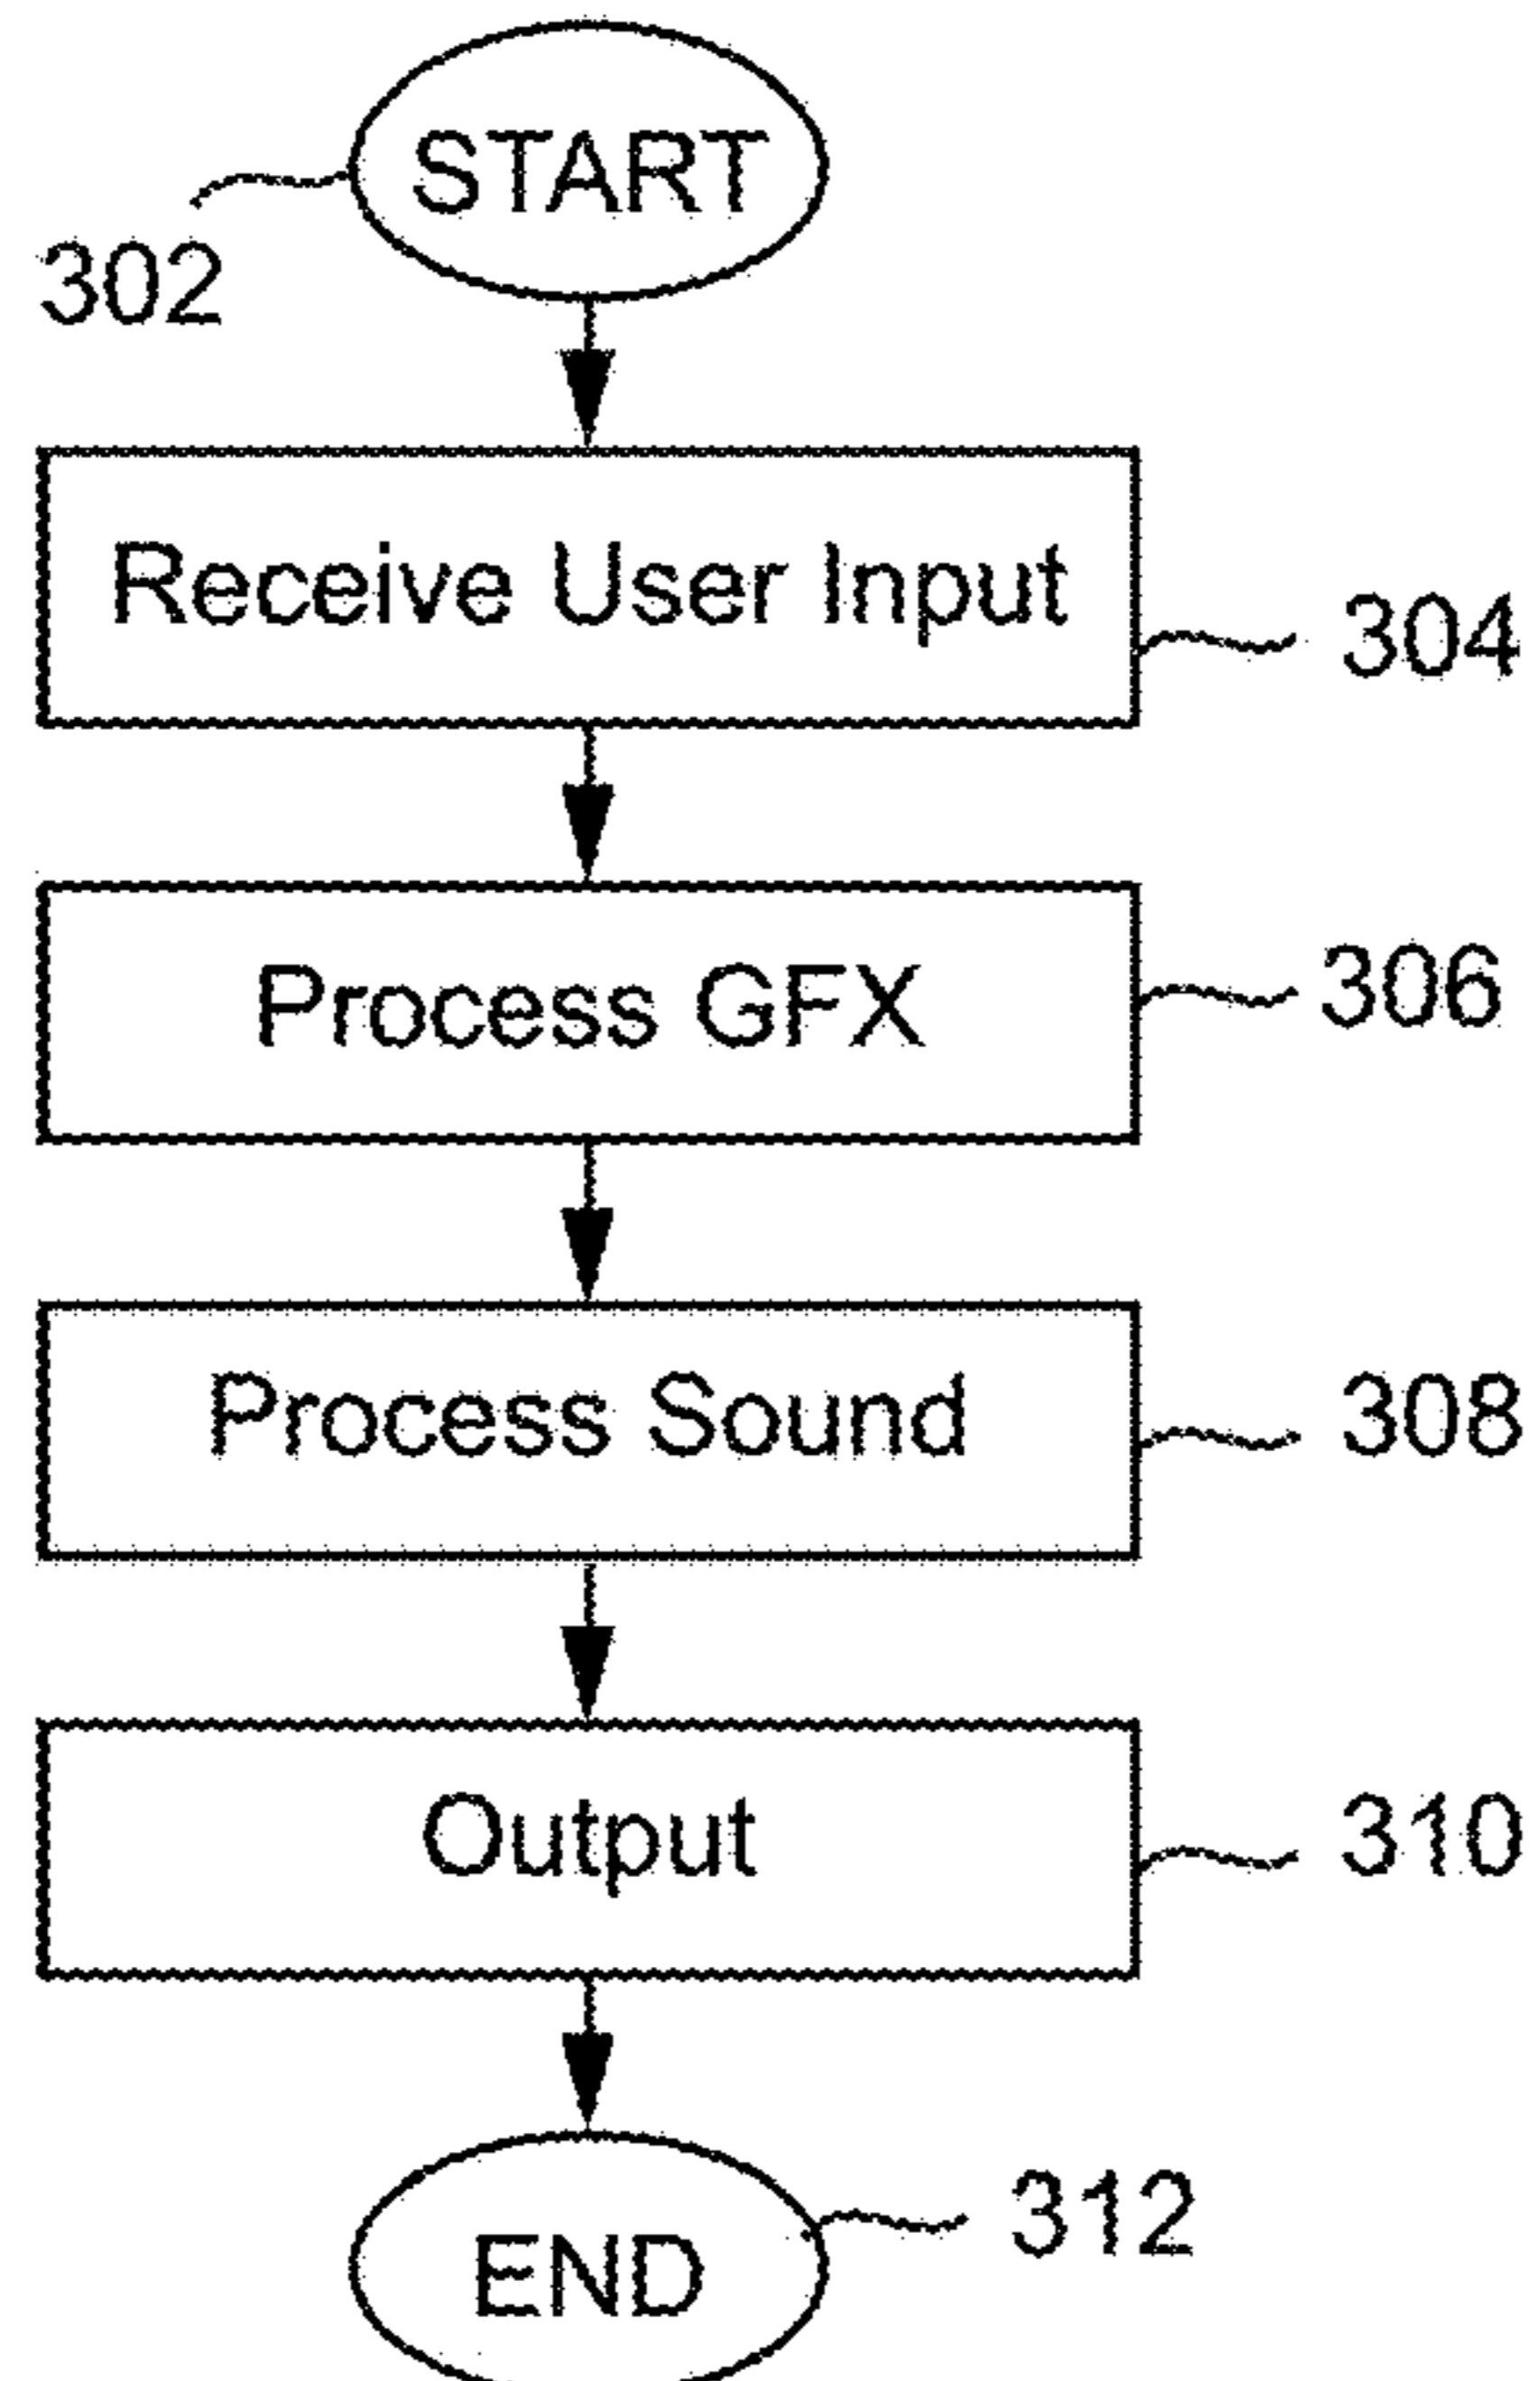 START
302
Receive User Input
304
Process GFX
306
Process Sound
308
Output
310
END
312